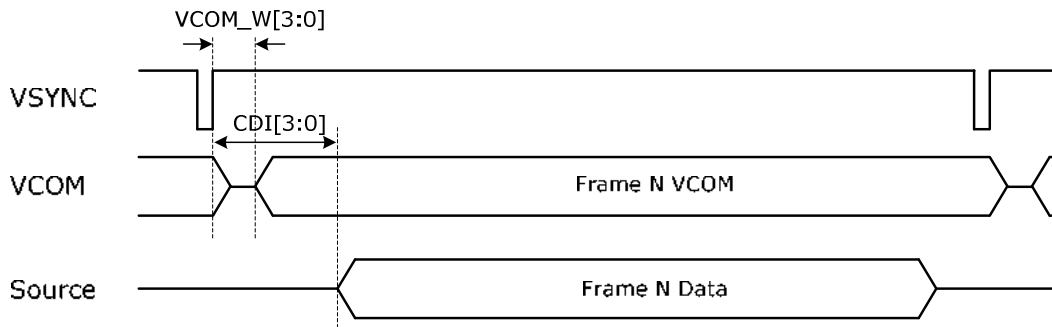 VCOM_W[3:0]
VSYNC
CDI[3:0]
VCOM
Frame N VCOM
Source
Frame N Data